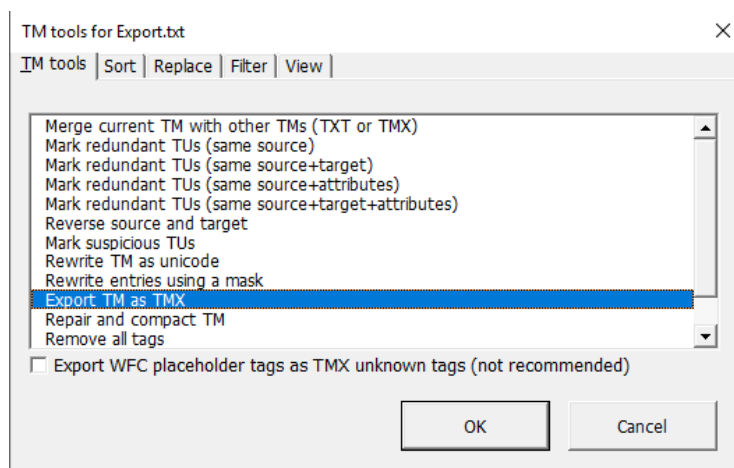 TM tools for Export.txt
TM tools Sort Replace Filter View
Merge current TM with other TMs (TXT or TMX)
Mark redundant TUs (same source)
Mark redundant TUs (same source+target)
Mark redundant TUs (same source+attributes)
Mark redundant TUs (same source+target+attributes)
Reverse source and target
Mark suspicious TUs
Rewrite TM as unicode
Rewrite entries using a mask
Export TM as TMX
Repair and compact TM
Remove all tags
Export WFC placeholder tags as TMX unknown tags (not recommended)
OK Cancel